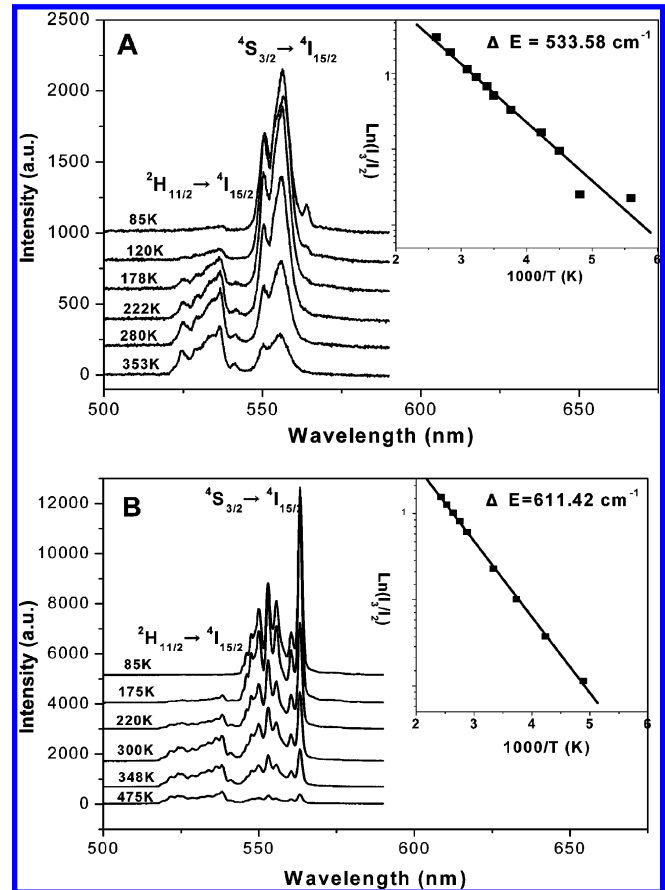 A
⁴S₃/₂ → ⁴I₁₅/₂
²H₁₁/₂ → ⁴I₁₅/₂
85K
120K
178K
222K
280K
353K
2500
2000
1500
1000
500
0
Intensity (a.u.)
500 550 600 650
Wavelength (nm)
Δ E = 533.58 cm⁻¹
Ln(I₃/I₂)
1
2 3 4 5 6
1000/T (K)
B
⁴S₃/₂ → ⁴I₁₅/₂
²H₁₁/₂ → ⁴I₁₅/₂
85K
175K
220K
300K
348K
475K
12000
10000
8000
6000
4000
2000
0
Intensity (a.u.)
500 550 600 650
Wavelength (nm)
Δ E=611.42 cm⁻¹
Ln(I₃/I₂)
1
2 3 4 5 6
1000/T (K)